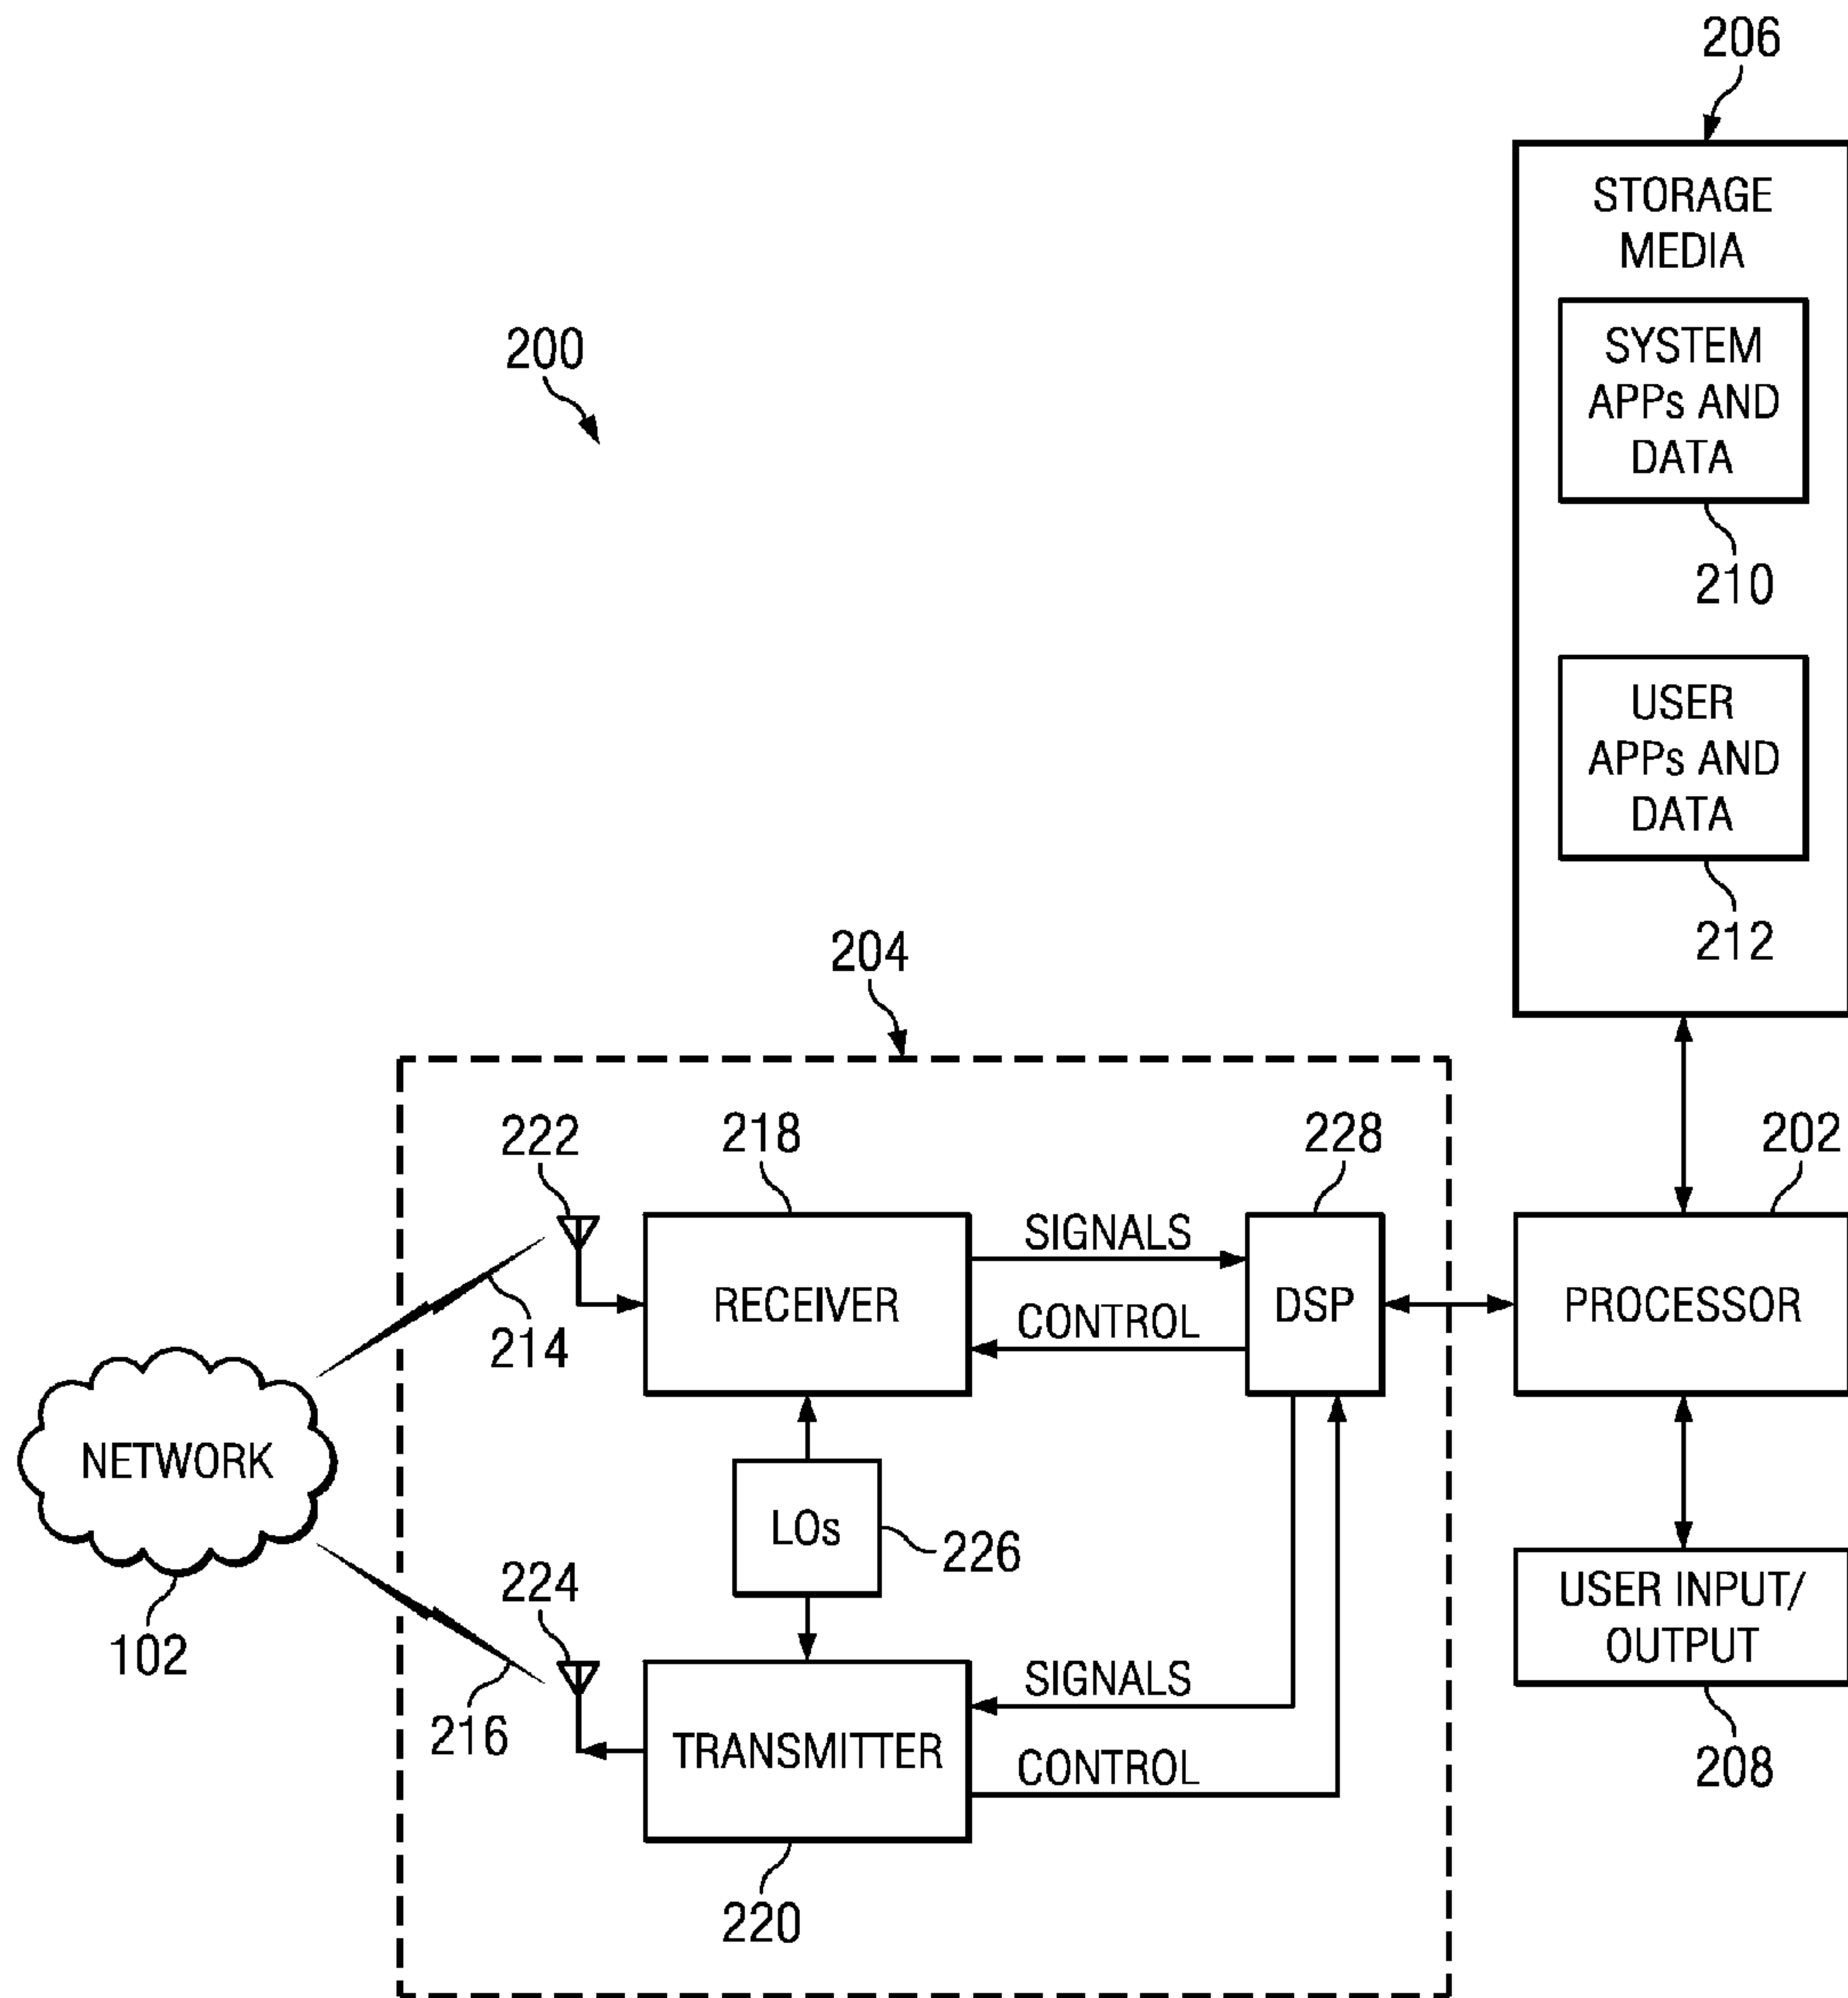 206
STORAGE
MEDIA
SYSTEM
APPs AND
DATA
210
USER
APPs AND
DATA
212
200
204
222
218
228
202
214
RECEIVER
SIGNALS
CONTROL
DSP
PROCESSOR
NETWORK
102
LOs
226
224
216
TRANSMITTER
SIGNALS
CONTROL
220
USER INPUT/
OUTPUT
208